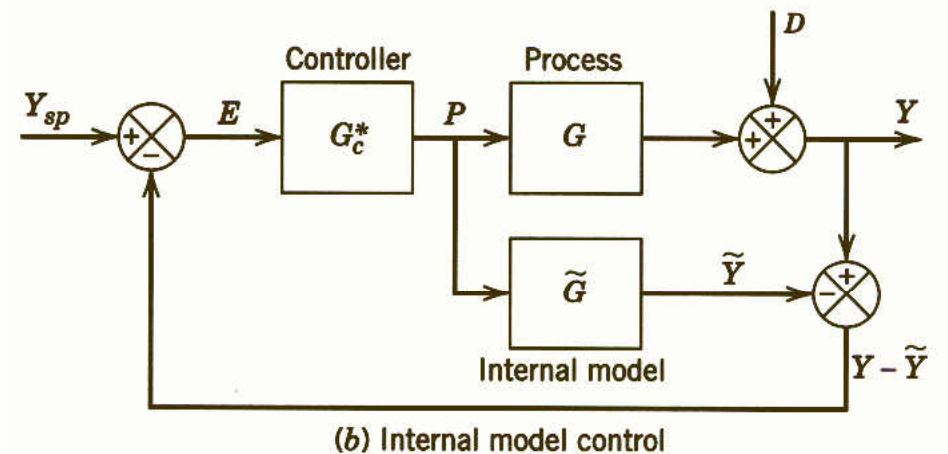 D
Controller
Process
Y_sp
+
−
E
G_c^*
P
G
+
+
Y
G̃
Ỹ
−
+
Internal model
Y − Ỹ
(b) Internal model control